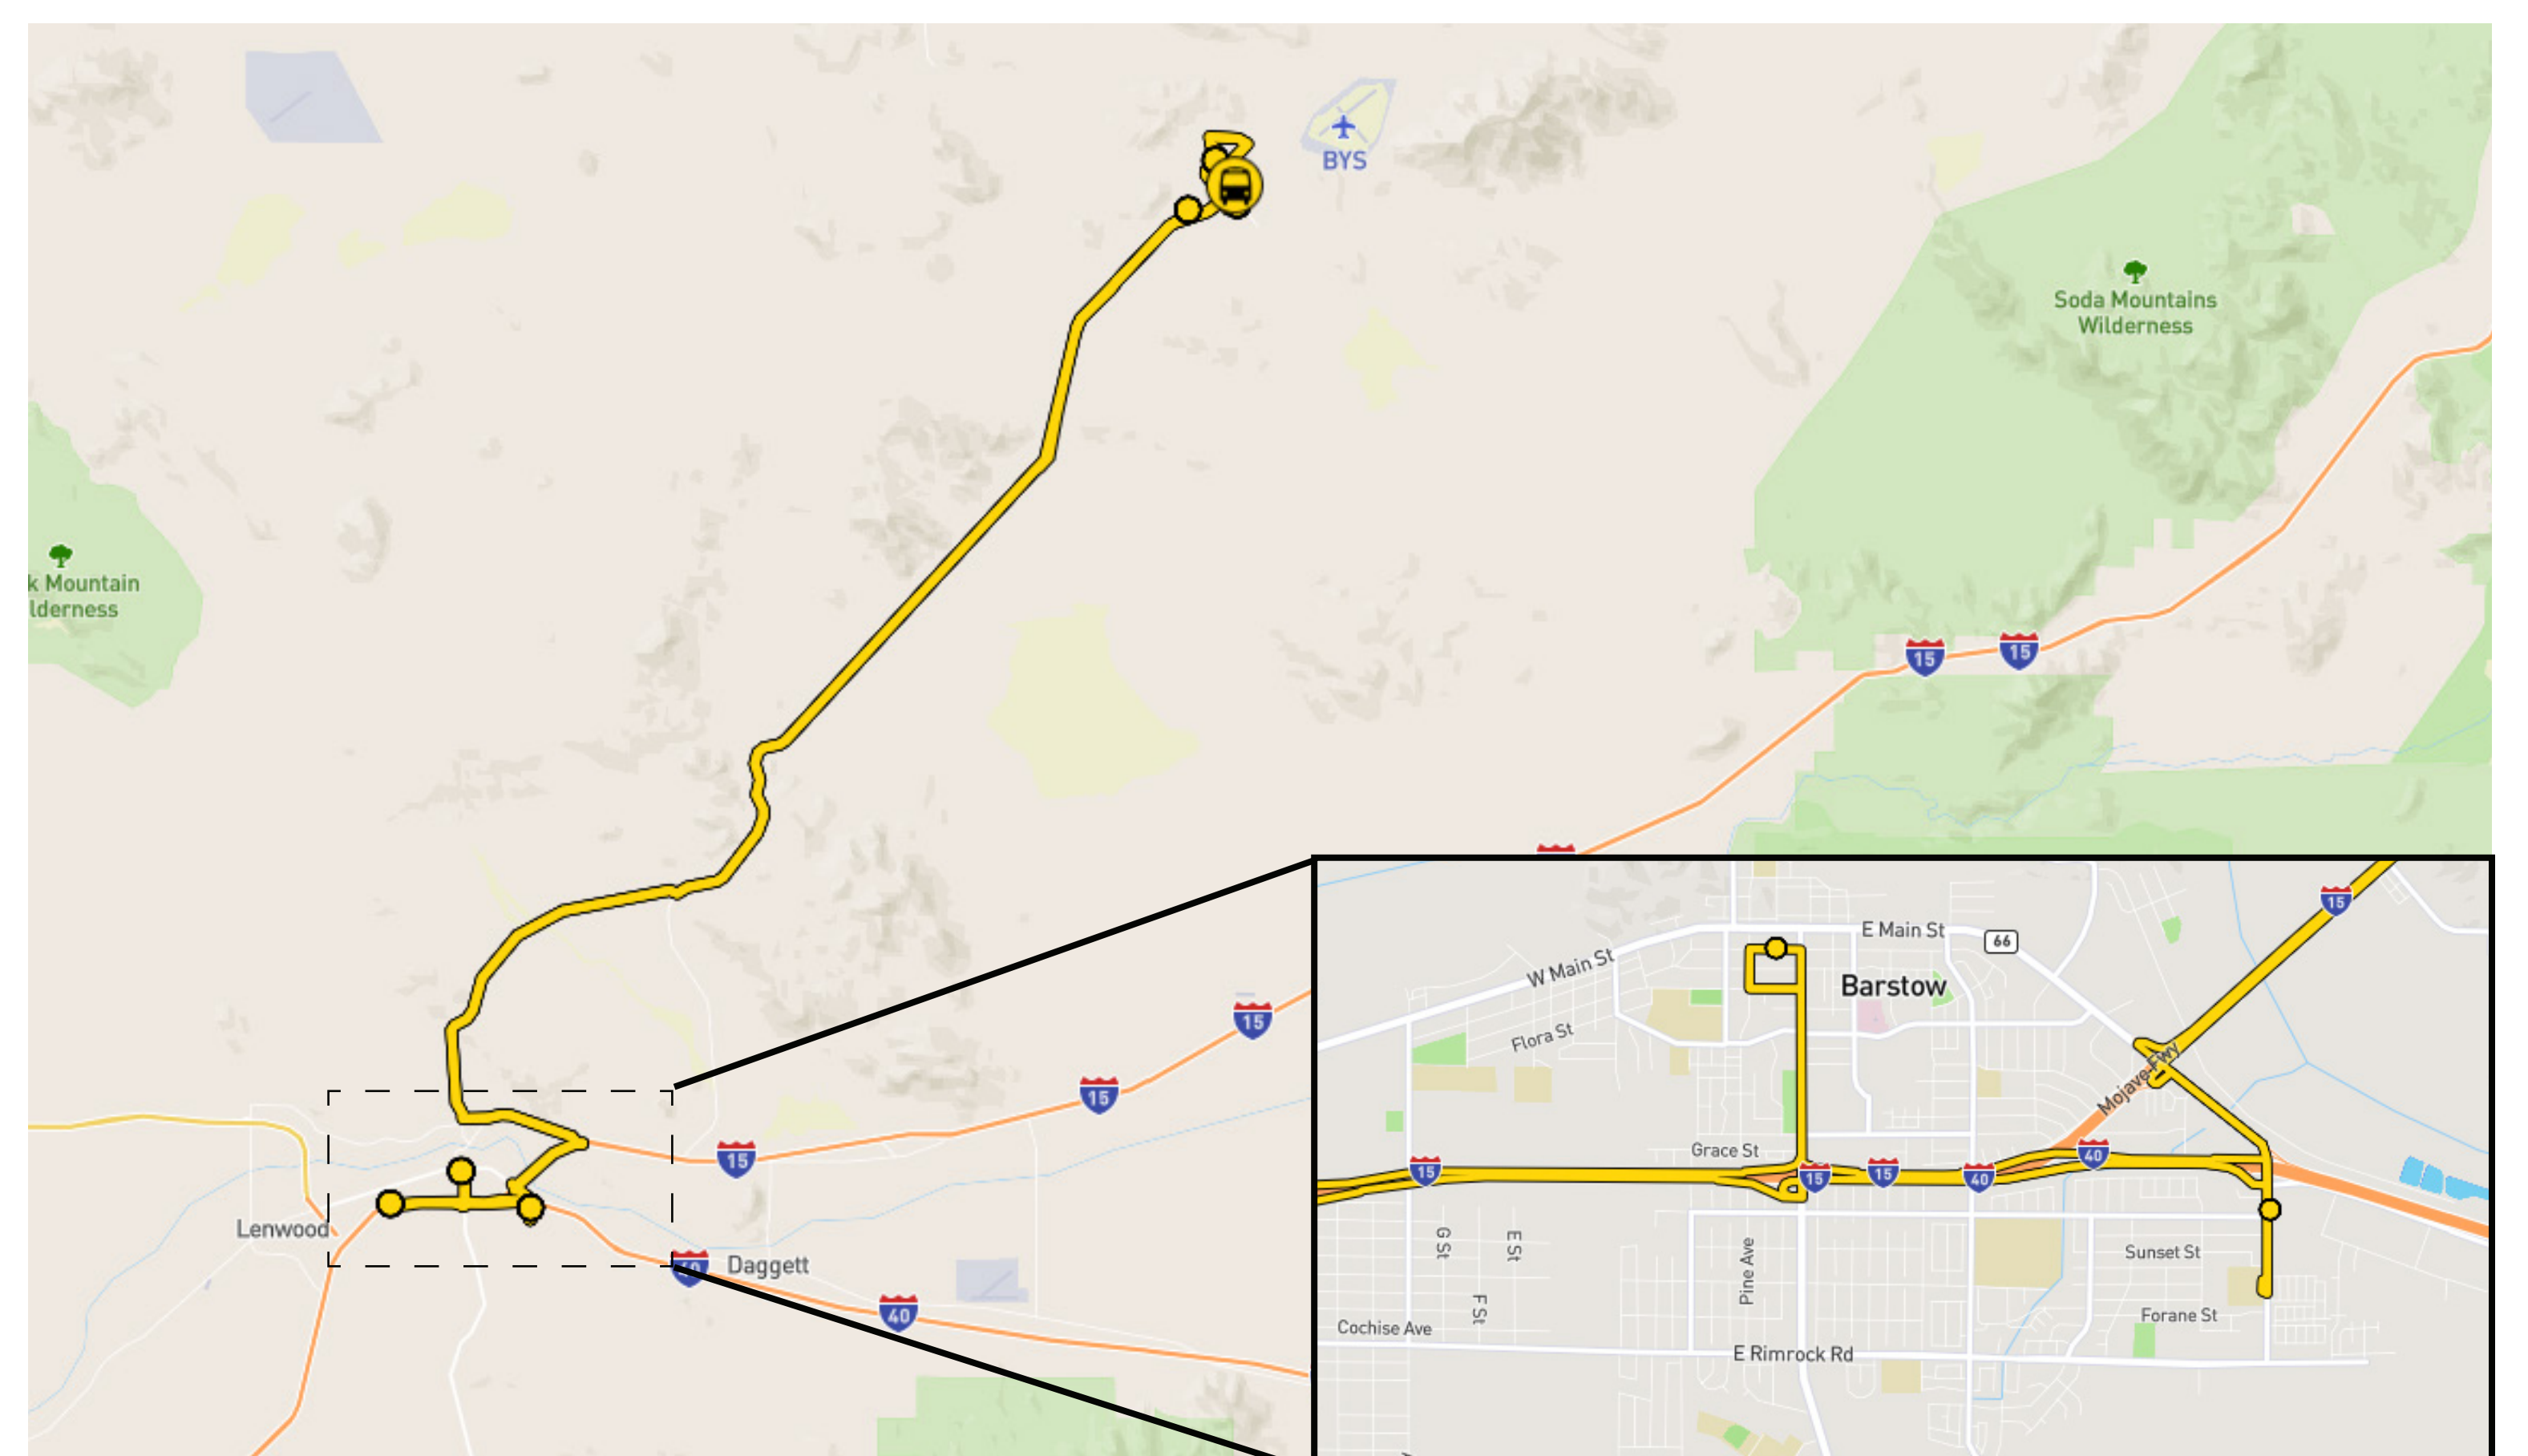 BYS
Soda Mountains
Wilderness
k Mountain
lderness
15
15
15
15
15
Lenwood
Daggett
40
40
15
E Main St
66
W Main St
Barstow
Flora St
Mojave Fwy
Grace St
15
15
15
40
40
G St
E St
Pine Ave
Sunset St
F St
Forane St
Cochise Ave
E Rimrock Rd